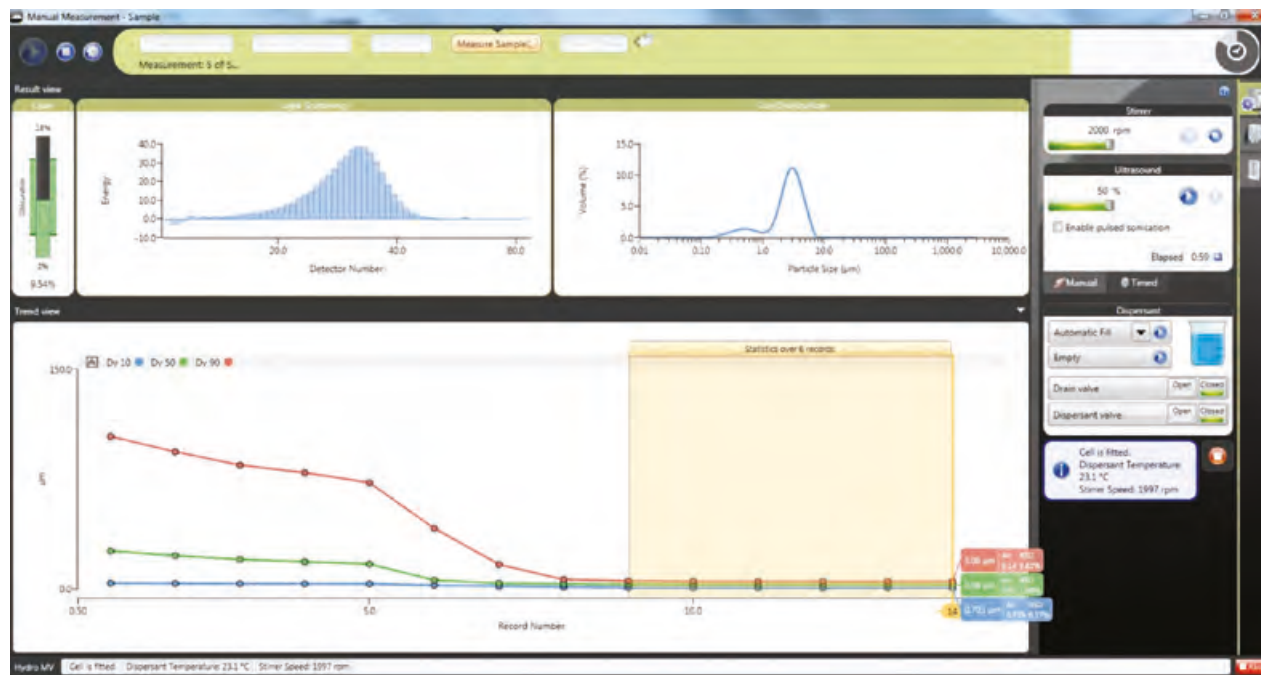 Manual Measurement - Sample
Measure Sample(...
Measurement: 5 of 5...
Result view
Laser
Light Scattering
Size Distribution
18%
Obscuration
2%
9.54%
40.0
30.0
20.0
10.0
0.0
-10.0
Energy
20.0
40.0
60.0
Detector Number
15.0
10.0
5.0
0.0
Volume (%)
0.01
0.10
1.0
10.0
100.0
1,000.0
10,000.0
Particle Size (µm)
Stirrer
2000 rpm
Ultrasound
50 %
Enable pulsed sonication
Elapsed 0:59
Manual
Timed
Dispersant
Automatic Fill
Empty
Drain valve
Open
Closed
Dispersant valve
Open
Closed
Cell is fitted.
Dispersant Temperature
23.1 °C
Stirrer Speed: 1997 rpm
Trend view
Dv 10
Dv 50
Dv 90
Statistics over 6 records
150.0
µm
0.0
0.50
5.0
10.0
14
Record Number
Hydro MV
Cell is fitted
Dispersant Temperature: 23.1 °C
Stirrer Speed: 1997 rpm